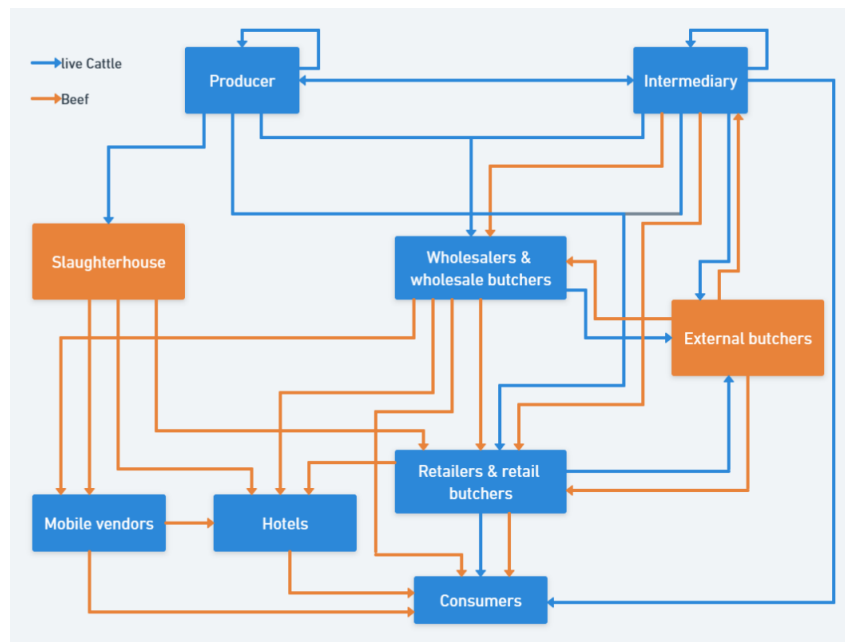 live Cattle
Beef
Producer
Intermediary
Slaughterhouse
Wholesalers &
wholesale butchers
External butchers
Retailers & retail
butchers
Mobile vendors
Hotels
Consumers